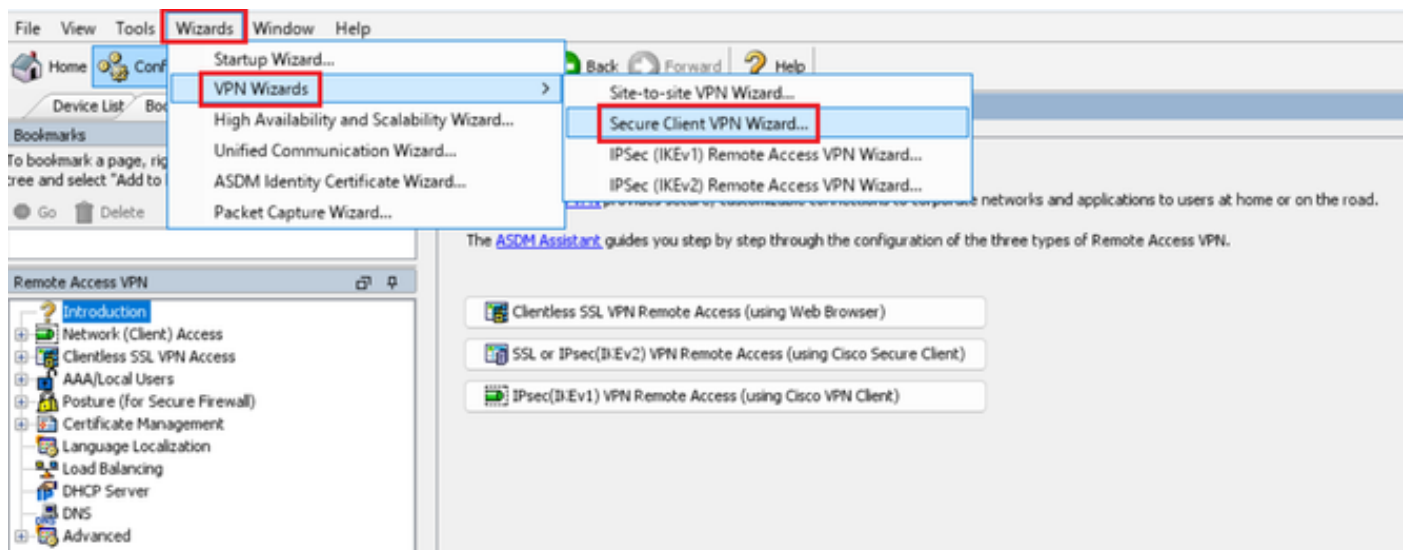 File View Tools Wizards Window Help
Home Conf Back Forward Help
Startup Wizard...
VPN Wizards >
High Availability and Scalability Wizard...
Unified Communication Wizard...
ASDM Identity Certificate Wizard...
Packet Capture Wizard...
Site-to-site VPN Wizard...
Secure Client VPN Wizard...
IPSec (IKEv1) Remote Access VPN Wizard...
IPSec (IKEv2) Remote Access VPN Wizard...
Device List Boo
Bookmarks
To bookmark a page, rig
tree and select "Add to
Go Delete
networks and applications to users at home or on the road.
The ASDM Assistant guides you step by step through the configuration of the three types of Remote Access VPN.
Remote Access VPN
Introduction
Network (Client) Access
Clientless SSL VPN Access
AAA/Local Users
Posture (for Secure Firewall)
Certificate Management
Language Localization
Load Balancing
DHCP Server
DNS
Advanced
Clientless SSL VPN Remote Access (using Web Browser)
SSL or IPsec(IKEv2) VPN Remote Access (using Cisco Secure Client)
IPsec(IKEv1) VPN Remote Access (using Cisco VPN Client)